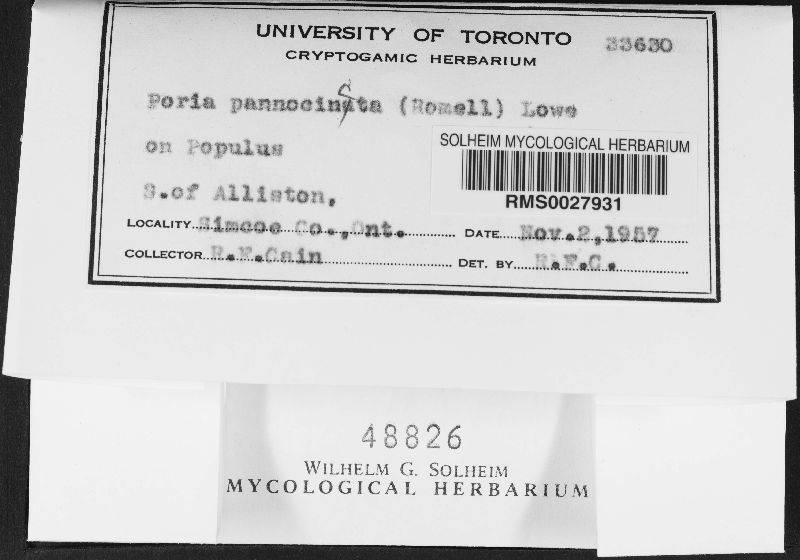 UNIVERSITY OF TORONTO 33630
CRYPTOGAMIC HERBARIUM
Poria pannocincta (Romell) Lowe
on Populus
SOLHEIM MYCOLOGICAL HERBARIUM
RMS0027931
S.of Alliston,
LOCALITY Simcoe Co., Ont. DATE Nov.2,1957
COLLECTOR R.F.Cain DET. BY R.F.C.
48826
WILHELM G. SOLHEIM
MYCOLOGICAL HERBARIUM